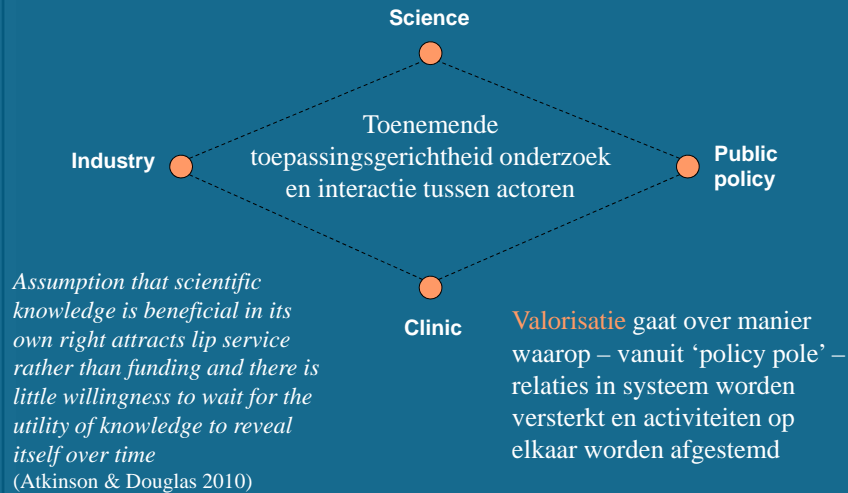 Science
Toenemende
toepassingsgerichtheid onderzoek
en interactie tussen actoren
Industry
Public
policy
Clinic
Assumption that scientific
knowledge is beneficial in its
own right attracts lip service
rather than funding and there is
little willingness to wait for the
utility of knowledge to reveal
itself over time
(Atkinson & Douglas 2010)
Valorisatie gaat over manier
waarop – vanuit ‘policy pole’ –
relaties in systeem worden
versterkt en activiteiten op
elkaar worden afgestemd